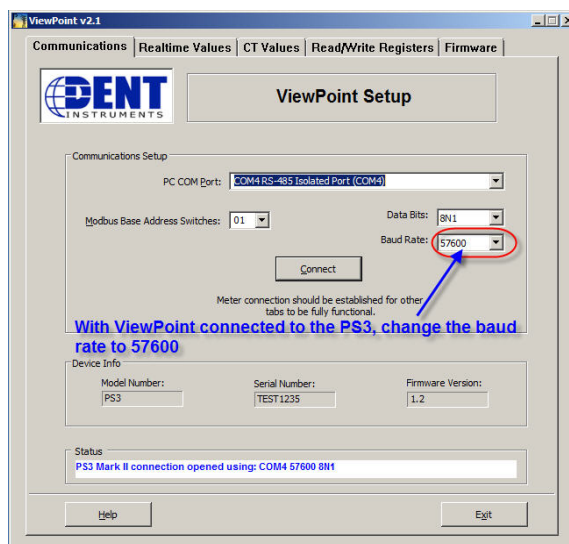 ViewPoint v2.1
Communications Realtime Values CT Values Read/Write Registers Firmware
DENT
INSTRUMENTS
ViewPoint Setup
Communications Setup
PC COM Port: COM4 RS-485 Isolated Port (COM4)
Modbus Base Address Switches: 01 Data Bits: 8N1
Baud Rate: 57600
Connect
Meter connection should be established for other
tabs to be fully functional.
With ViewPoint connected to the PS3, change the baud
rate to 57600
Device Info
Model Number: Serial Number: Firmware Version:
PS3 TEST1235 1.2
Status
PS3 Mark II connection opened using: COM4 57600 8N1
Help Exit